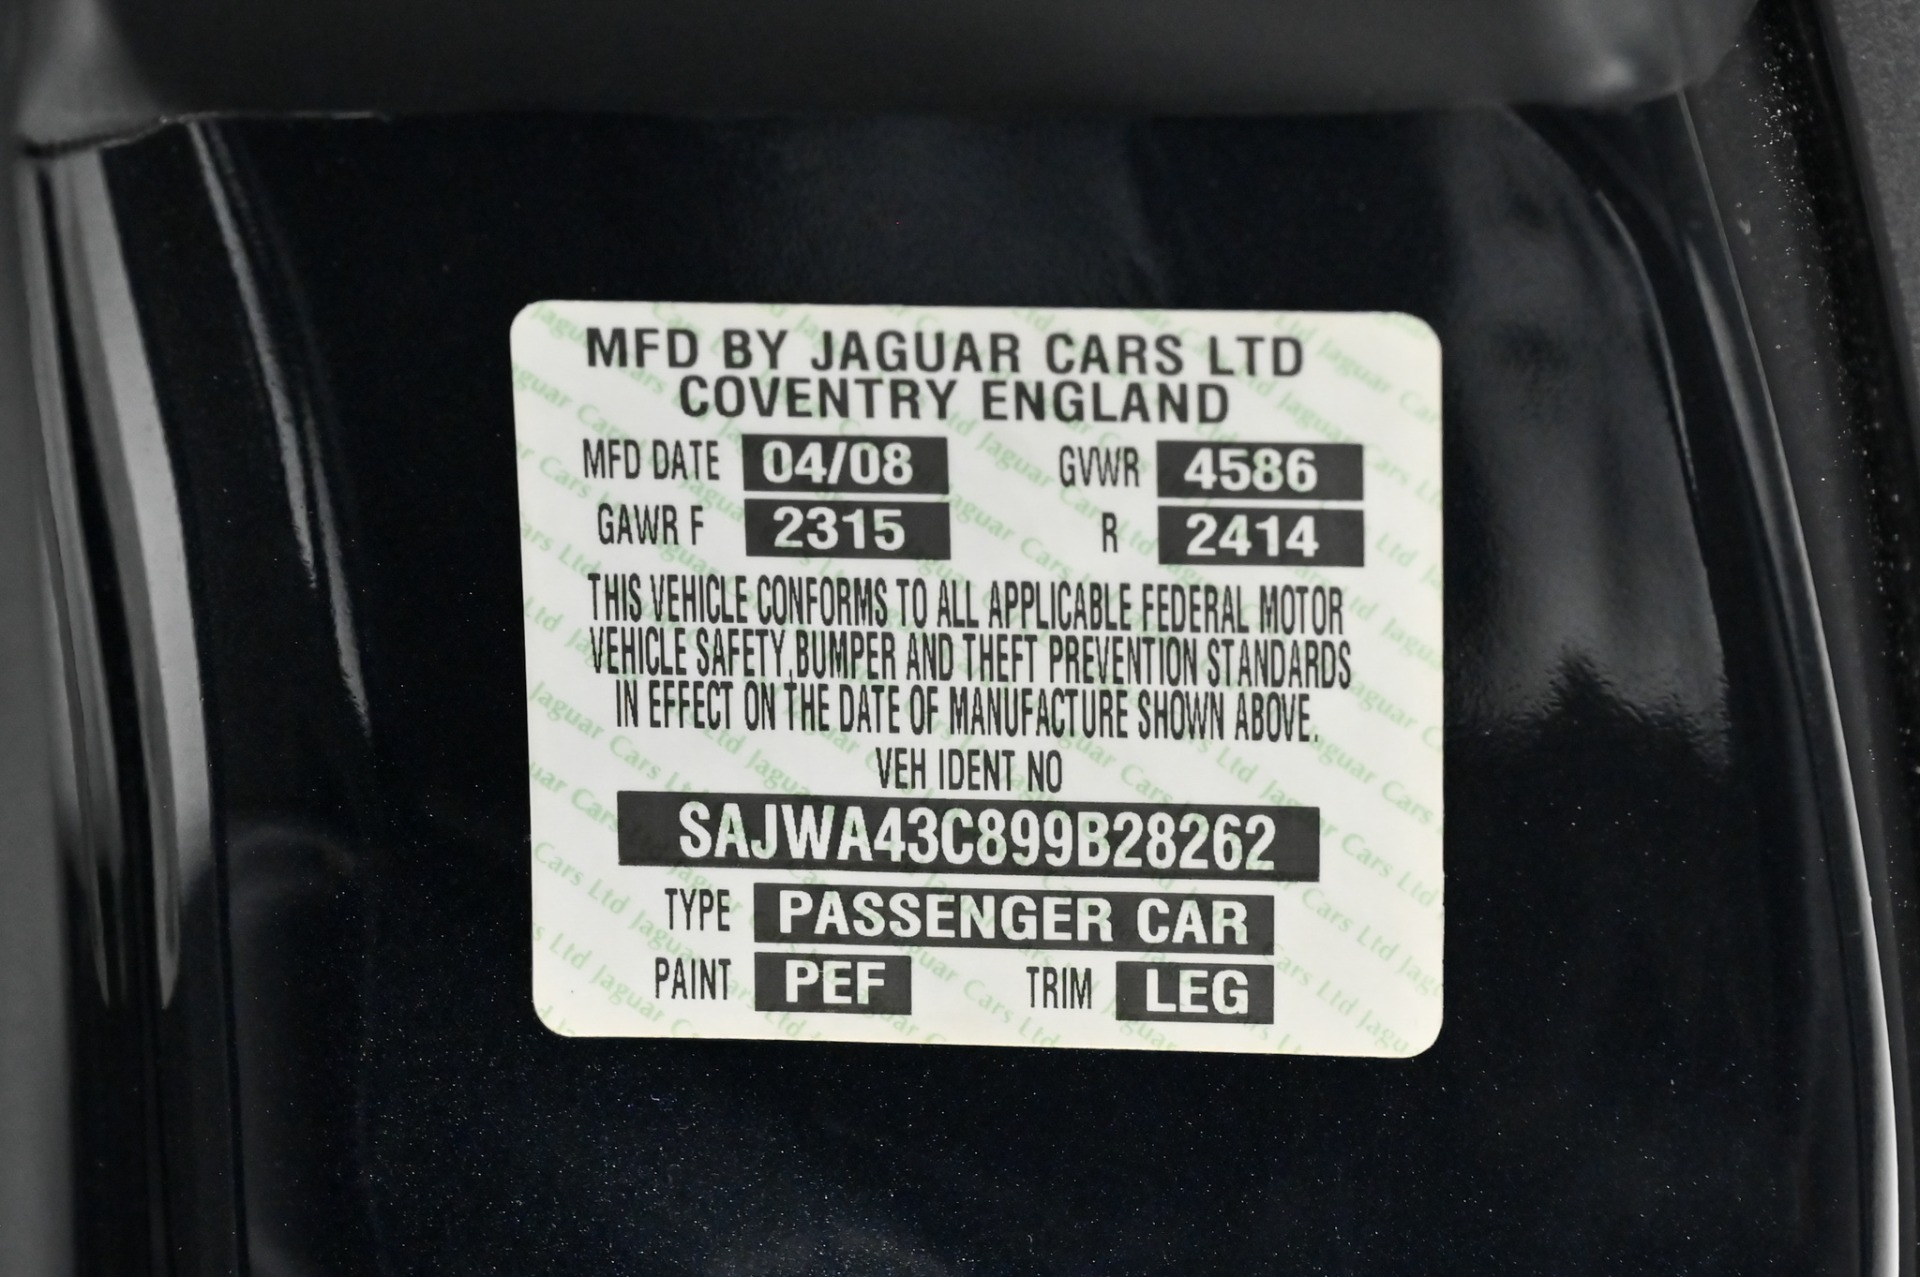 MFD BY JAGUAR CARS LTD
COVENTRY ENGLAND
MFD DATE 04/08 GVWR 4586
GAWR F 2315 R 2414
THIS VEHICLE CONFORMS TO ALL APPLICABLE FEDERAL MOTOR
VEHICLE SAFETY,BUMPER AND THEFT PREVENTION STANDARDS
IN EFFECT ON THE DATE OF MANUFACTURE SHOWN ABOVE.
VEH IDENT NO
SAJWA43C899B28262
TYPE PASSENGER CAR
PAINT PEF TRIM LEG